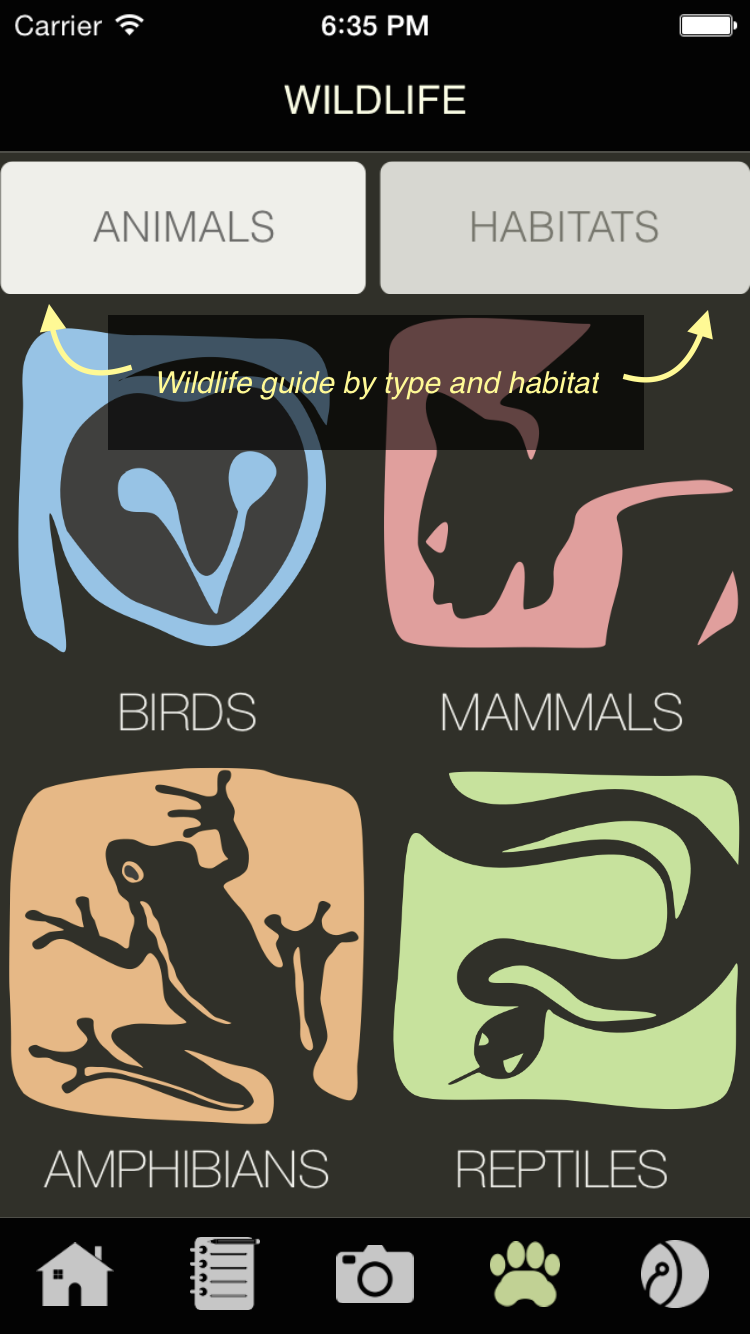 Carrier 6:35 PM
WILDLIFE
ANIMALS HABITATS
Wildlife guide by type and habitat
BIRDS MAMMALS
AMPHIBIANS REPTILES